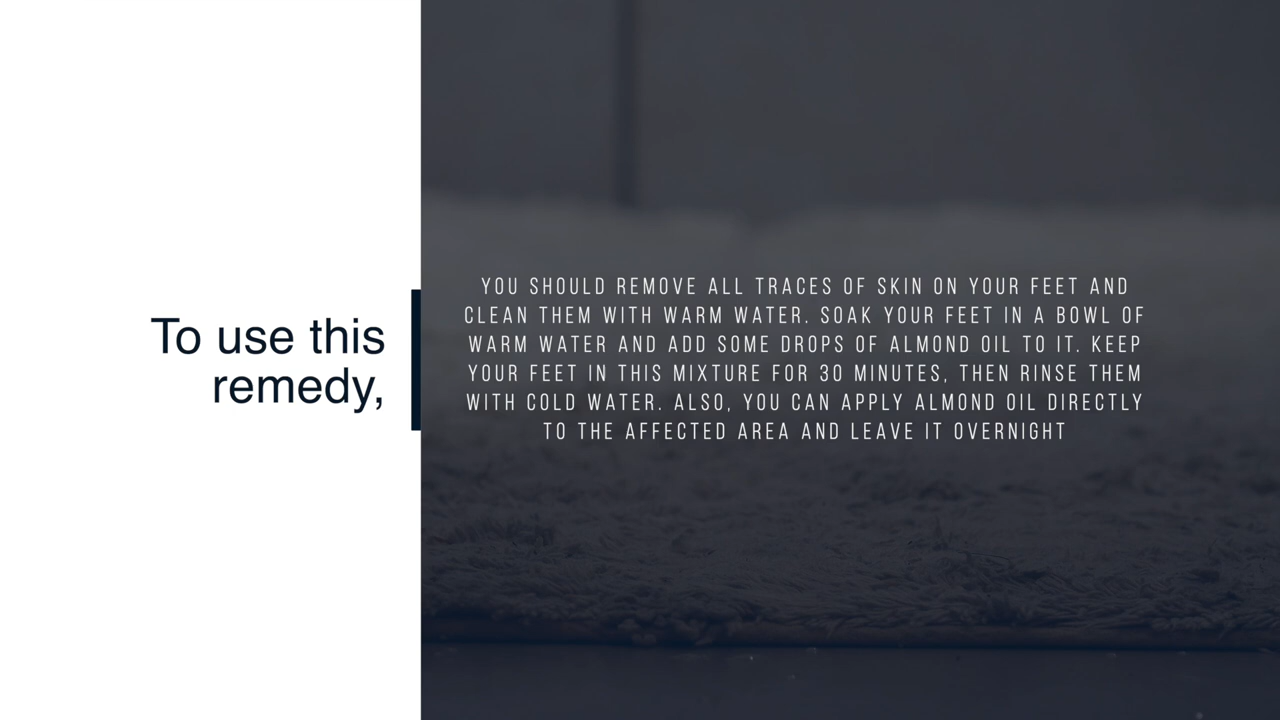 To use this
remedy,
YOU SHOULD REMOVE ALL TRACES OF SKIN ON YOUR FEET AND
CLEAN THEM WITH WARM WATER. SOAK YOUR FEET IN A BOWL OF
WARM WATER AND ADD SOME DROPS OF ALMOND OIL TO IT. KEEP
YOUR FEET IN THIS MIXTURE FOR 30 MINUTES, THEN RINSE THEM
WITH COLD WATER. ALSO, YOU CAN APPLY ALMOND OIL DIRECTLY
TO THE AFFECTED AREA AND LEAVE IT OVERNIGHT